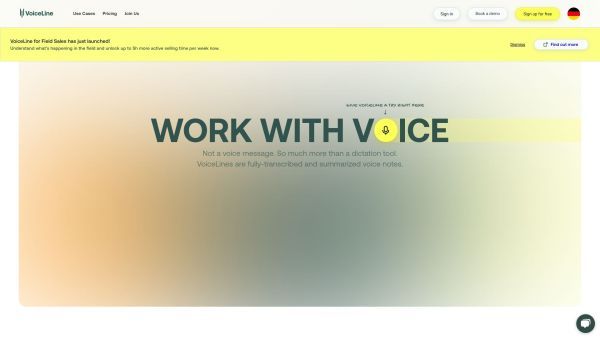 VoiceLine
Use Cases
Pricing
Join Us
Sign in
Book a demo
Sign up for free
VoiceLine for Field Sales has just launched!
Understand what's happening in the field and unlock up to 5h more active selling time per week now.
Dismiss
Find out more
GIVE VOICELINE A TRY RIGHT HERE
↓
WORK WITH V ICE
Not a voice message. So much more than a dictation tool.
VoiceLines are fully-transcribed and summarized voice notes.